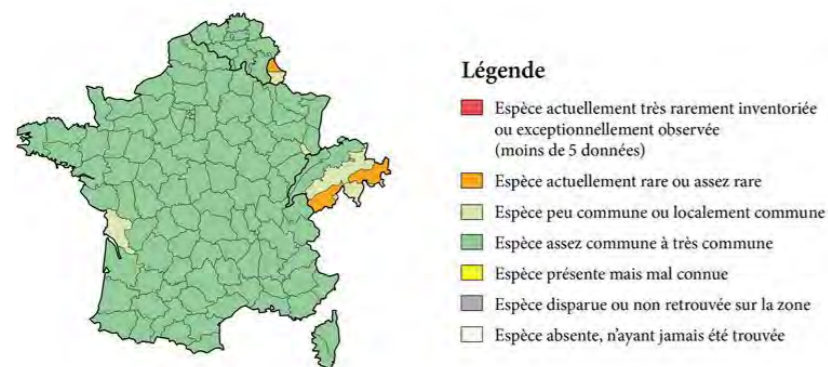 Légende
Espèce actuellement très rarement inventoriée
ou exceptionnellement observée
(moins de 5 données)
Espèce actuellement rare ou assez rare
Espèce peu commune ou localement commune
Espèce assez commune à très commune
Espèce présente mais mal connue
Espèce disparue ou non retrouvée sur la zone
Espèce absente, n'ayant jamais été trouvée